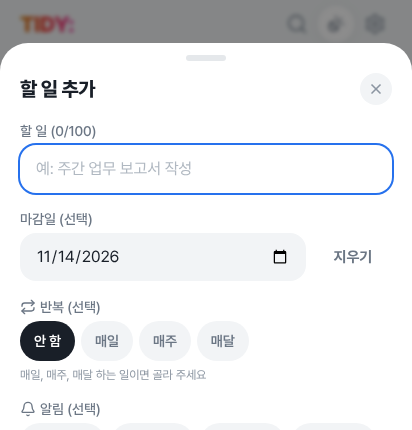 TIDY:
할 일 추가
할 일 (0/100)
예: 주간 업무 보고서 작성
마감일 (선택)
11/14/2026
지우기
반복 (선택)
안 함 매일 매주 매달
매일, 매주, 매달 하는 일이면 골라 주세요
알림 (선택)